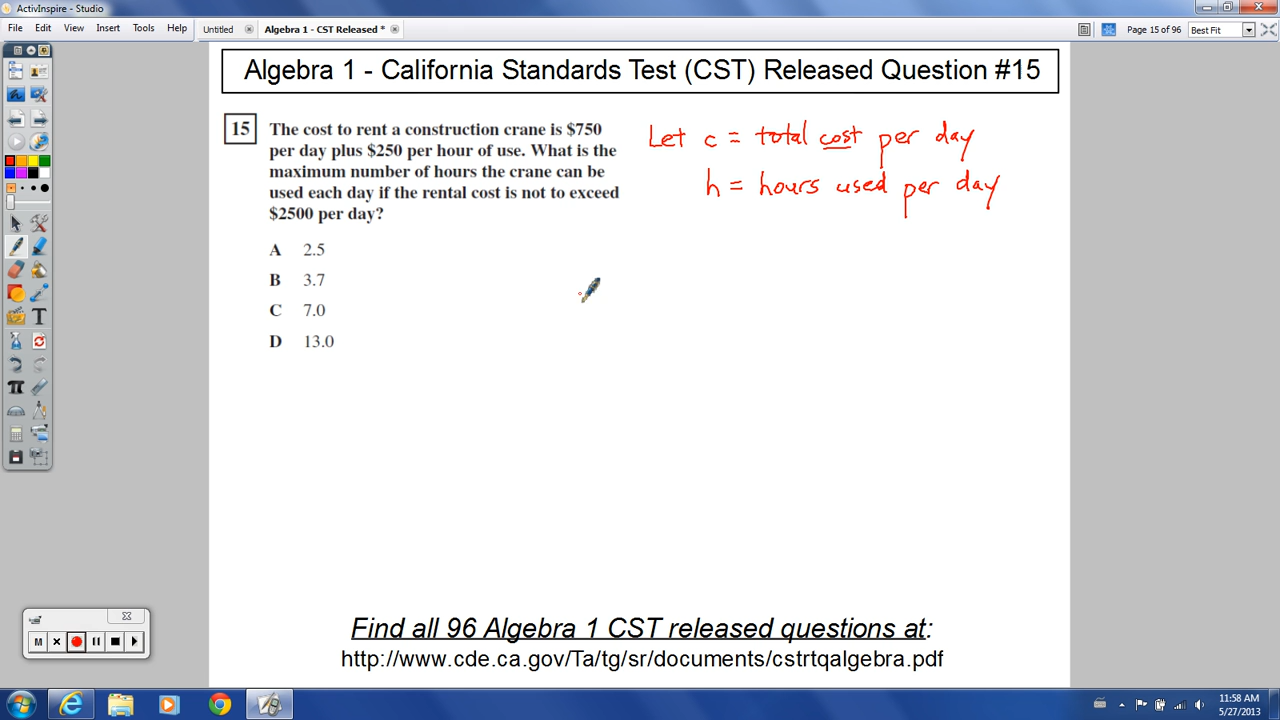 ActivInspire - Studio
File Edit View Insert Tools Help
Untitled
Algebra 1 - CST Released *
Page 15 of 96
Best Fit
Algebra 1 - California Standards Test (CST) Released Question #15
15 The cost to rent a construction crane is $750
per day plus $250 per hour of use. What is the
maximum number of hours the crane can be
used each day if the rental cost is not to exceed
$2500 per day?
A 2.5
B 3.7
C 7.0
D 13.0
Let c = total cost per day
h = hours used per day
M
Find all 96 Algebra 1 CST released questions at:
http://www.cde.ca.gov/Ta/tg/sr/documents/cstrtqalgebra.pdf
11:58 AM
5/27/2013